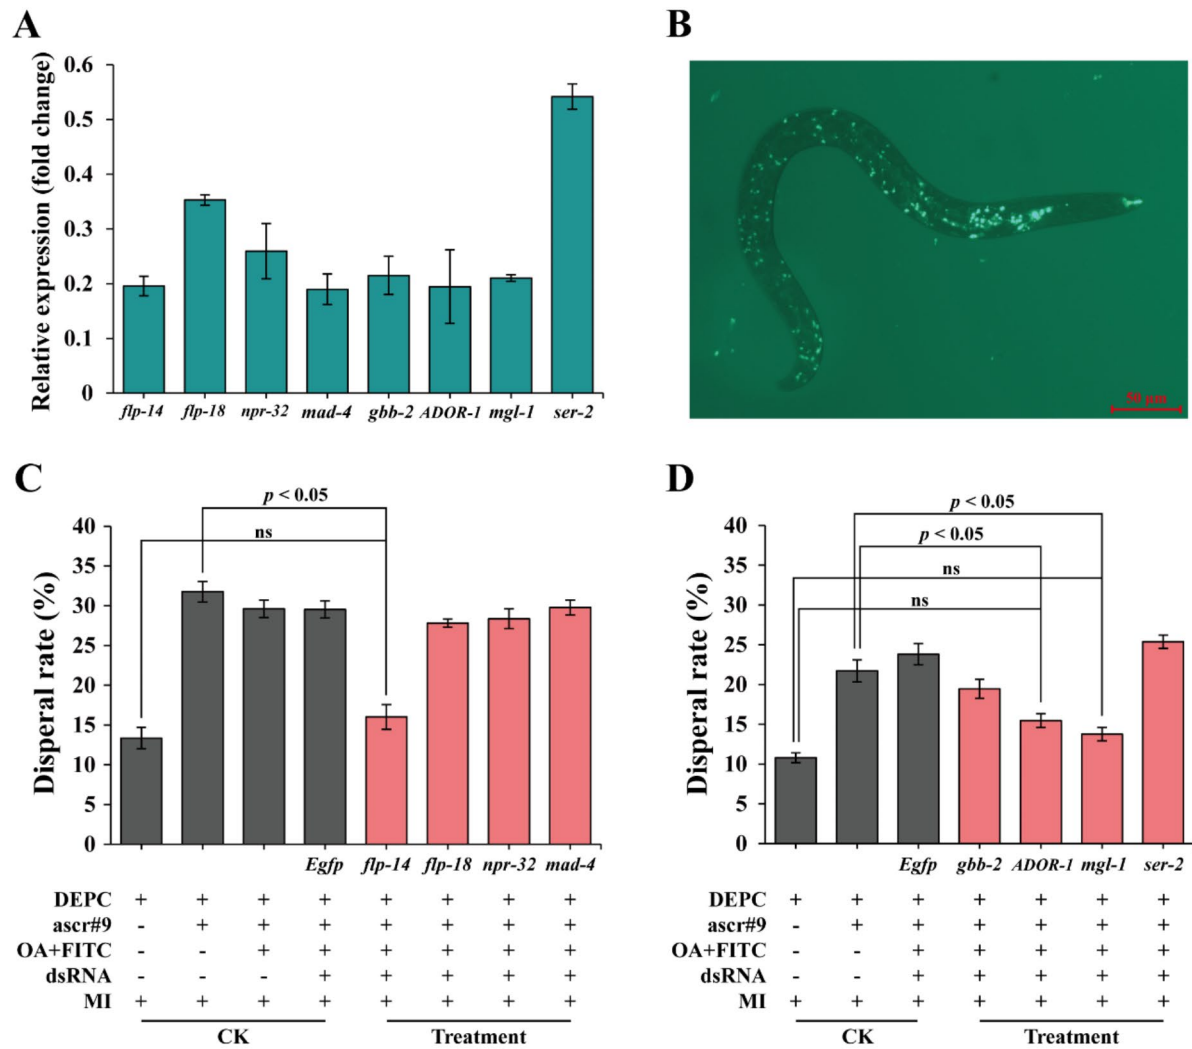 A
Relative expression (fold change)
0.6
0.5
0.4
0.3
0.2
0.1
0
flp-14 flp-18 npr-32 mad-4 gbb-2 ADOR-1 mgl-1 ser-2
B
50 μm
C
Disperal rate (%)
p < 0.05
ns
40
35
30
25
20
15
10
5
0
Egfp flp-14 flp-18 npr-32 mad-4
DEPC + + + + + + + +
ascr#9 - + + + + + + +
OA+FITC - - + + + + + +
dsRNA - - - + + + + +
MI + + + + + + + +
CK Treatment
D
Disperal rate (%)
p < 0.05
p < 0.05
ns
ns
40
35
30
25
20
15
10
5
0
Egfp gbb-2 ADOR-1 mgl-1 ser-2
DEPC + + + + + + +
ascr#9 - + + + + + +
OA+FITC - - + + + + +
dsRNA - - + + + + +
MI + + + + + + +
CK Treatment